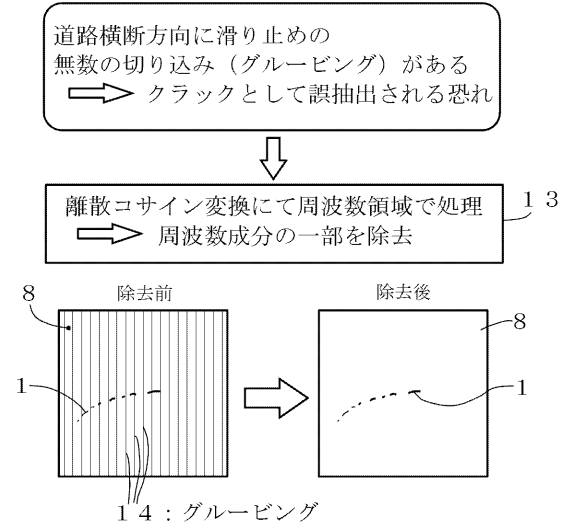 道路横断方向に滑り止めの
無数の切り込み（グルービング）がある
クラックとして誤抽出される恐れ
離散コサイン変換にて周波数領域で処理
周波数成分の一部を除去
13
除去前
除去後
8
8
1
1
14：グルービング